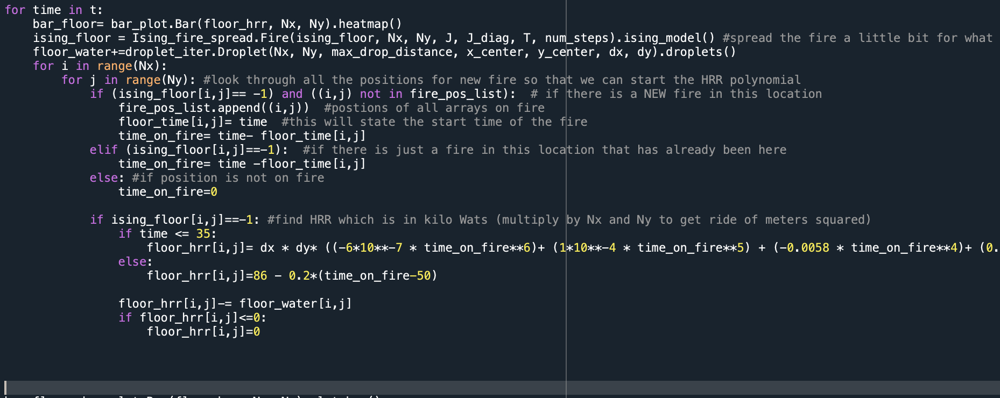 for time in t:
    bar_floor= bar_plot.Bar(floor_hrr, Nx, Ny).heatmap()
    ising_floor = Ising_fire_spread.Fire(ising_floor, Nx, Ny, J, J_diag, T, num_steps).ising_model() #spread the fire a little bit for what
    floor_water+=droplet_iter.Droplet(Nx, Ny, max_drop_distance, x_center, y_center, dx, dy).droplets()
    for i in range(Nx):
        for j in range(Ny): #look through all the positions for new fire so that we can start the HRR polynomial
            if (ising_floor[i,j]== -1) and ((i,j) not in fire_pos_list):  # if there is a NEW fire in this location
                fire_pos_list.append((i,j))  #postions of all arrays on fire
                floor_time[i,j]= time  #this will state the start time of the fire
                time_on_fire= time- floor_time[i,j]
            elif (ising_floor[i,j]==-1):  #if there is just a fire in this location that has already been here
                time_on_fire= time -floor_time[i,j]
            else: #if position is not on fire
                time_on_fire=0
            if ising_floor[i,j]==-1: #find HRR which is in kilo Wats (multiply by Nx and Ny to get ride of meters squared)
                if time <= 35:
                    floor_hrr[i,j]= dx * dy* ((-6*10**-7 * time_on_fire**6)+ (1*10**-4 * time_on_fire**5) + (-0.0058 * time_on_fire**4)+ (0.
                else:
                    floor_hrr[i,j]=86 - 0.2*(time_on_fire-50)
                floor_hrr[i,j]-= floor_water[i,j]
                if floor_hrr[i,j]<=0:
                    floor_hrr[i,j]=0